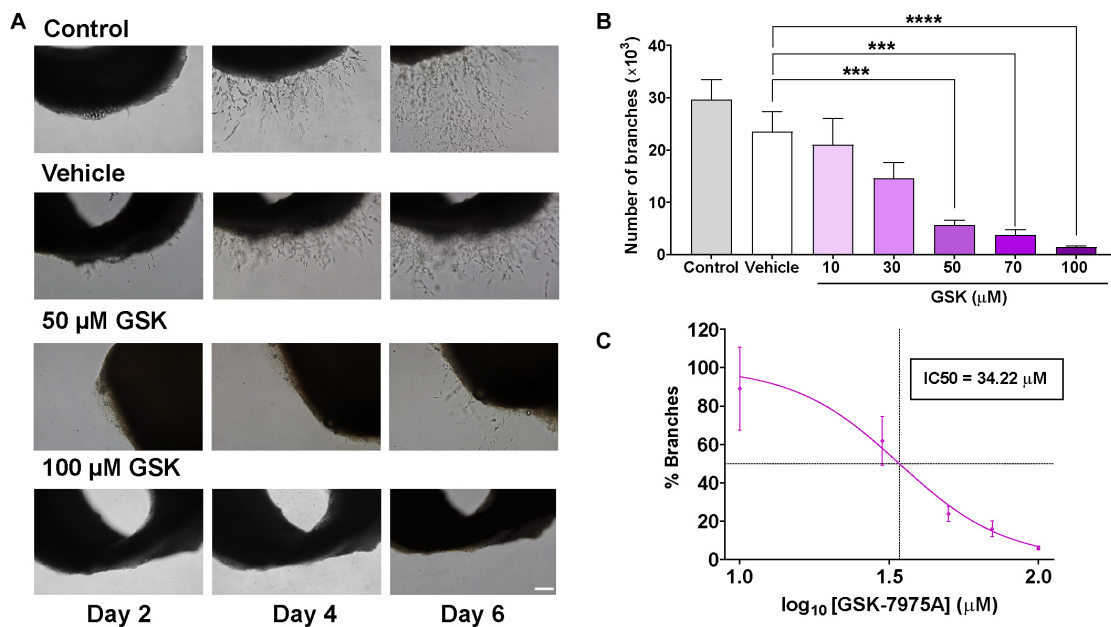 A
Control
Vehicle
50 µM GSK
100 µM GSK
Day 2 Day 4 Day 6
B
Number of branches (×10³)
40
30
20
10
0
****
***
***
Control Vehicle 10 30 50 70 100
GSK (µM)
C
% Branches
120
100
80
60
40
20
0
IC50 = 34.22 µM
1.0 1.5 2.0
log₁₀ [GSK-7975A] (µM)